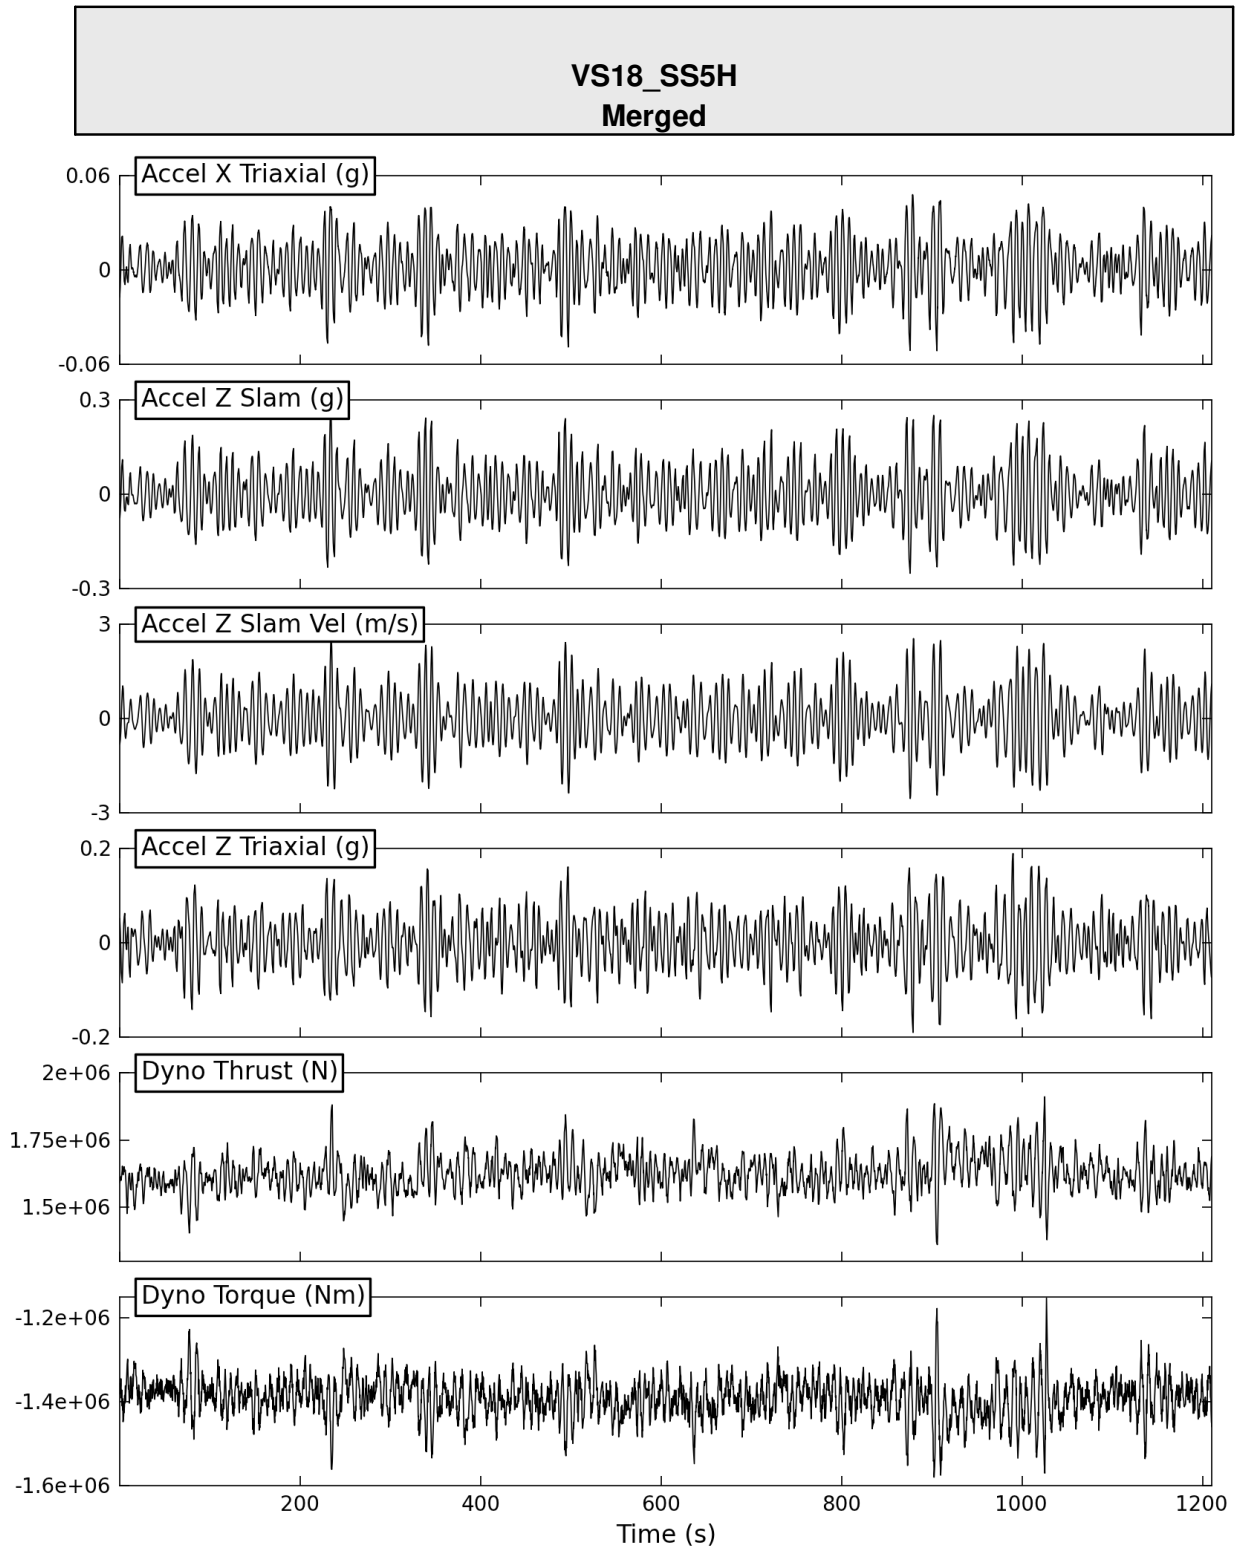 VS18_SS5H
Merged
Accel X Triaxial (g)
0.06
0
-0.06
Accel Z Slam (g)
0.3
0
-0.3
Accel Z Slam Vel (m/s)
3
0
-3
Accel Z Triaxial (g)
0.2
0
-0.2
Dyno Thrust (N)
2e+06
1.75e+06
1.5e+06
Dyno Torque (Nm)
-1.2e+06
-1.4e+06
-1.6e+06
200 400 600 800 1000 1200
Time (s)